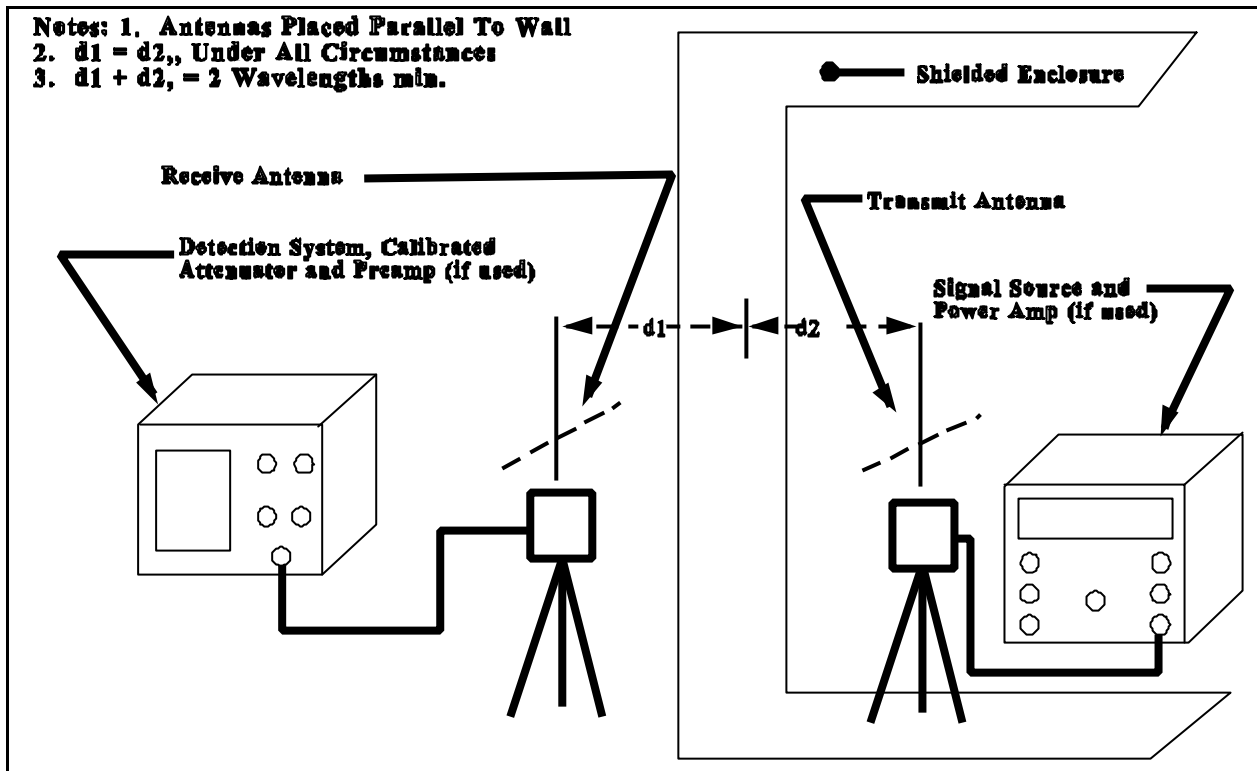 Notes: 1. Antennas Placed Parallel To Wall
2. d1 = d2,, Under All Circumstances
3. d1 + d2, = 2 Wavelengths min.
Shielded Enclosure
Receive Antenna
Transmit Antenna
Detection System, Calibrated
Attenuator and Preamp (if used)
Signal Source and
Power Amp (if used)
d1
d2